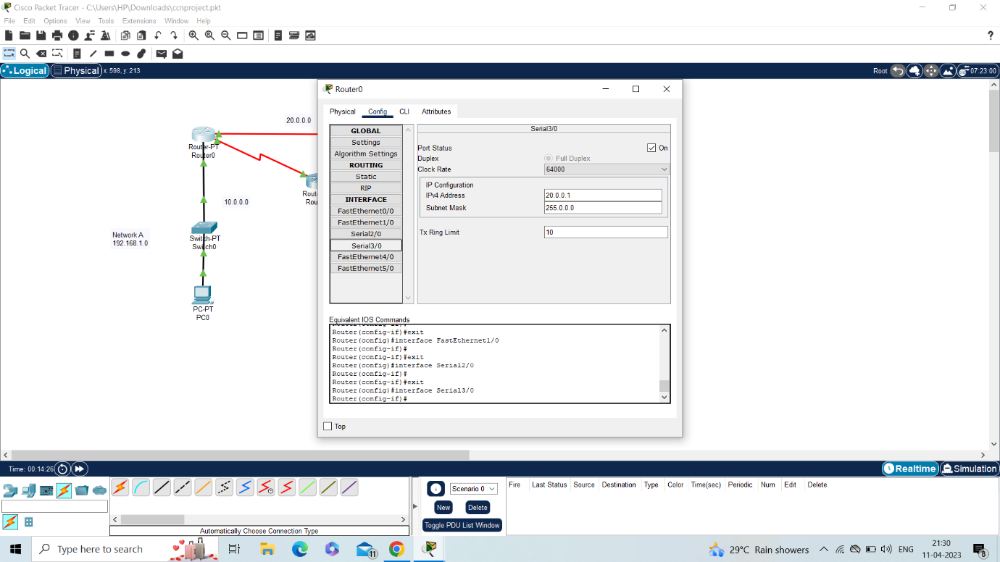 Cisco Packet Tracer - C:\Users\HP\Downloads\ccnproject.pkt
File Edit Options View Tools Extensions Window Help
?
Logical Physical x: 598, y: 213 Root 07:23:00
Router0
Physical Config CLI Attributes
GLOBAL
Settings
Algorithm Settings
ROUTING
Static
RIP
INTERFACE
FastEthernet0/0
FastEthernet1/0
Serial2/0
Serial3/0
FastEthernet4/0
FastEthernet5/0
Serial3/0
Port Status On
Duplex Full Duplex
Clock Rate 64000
IP Configuration
IPv4 Address 20.0.0.1
Subnet Mask 255.0.0.0
Tx Ring Limit 10
Equivalent IOS Commands
Router(config-if)#exit
Router(config)#interface FastEthernet1/0
Router(config-if)#
Router(config-if)#exit
Router(config)#interface Serial2/0
Router(config-if)#
Router(config-if)#exit
Router(config)#interface Serial3/0
Router(config-if)#
Top
20.0.0.0
Router-PT
Router0
Rout
Rou
10.0.0.0
Network A
192.168.1.0
Switch-PT
Switch0
PC-PT
PC0
Time: 00:14:26 Realtime Simulation
Scenario 0
New Delete
Toggle PDU List Window
Fire Last Status Source Destination Type Color Time(sec) Periodic Num Edit Delete
Automatically Choose Connection Type
Type here to search
11
29°C Rain showers
ENG
21:30
11-04-2023
8